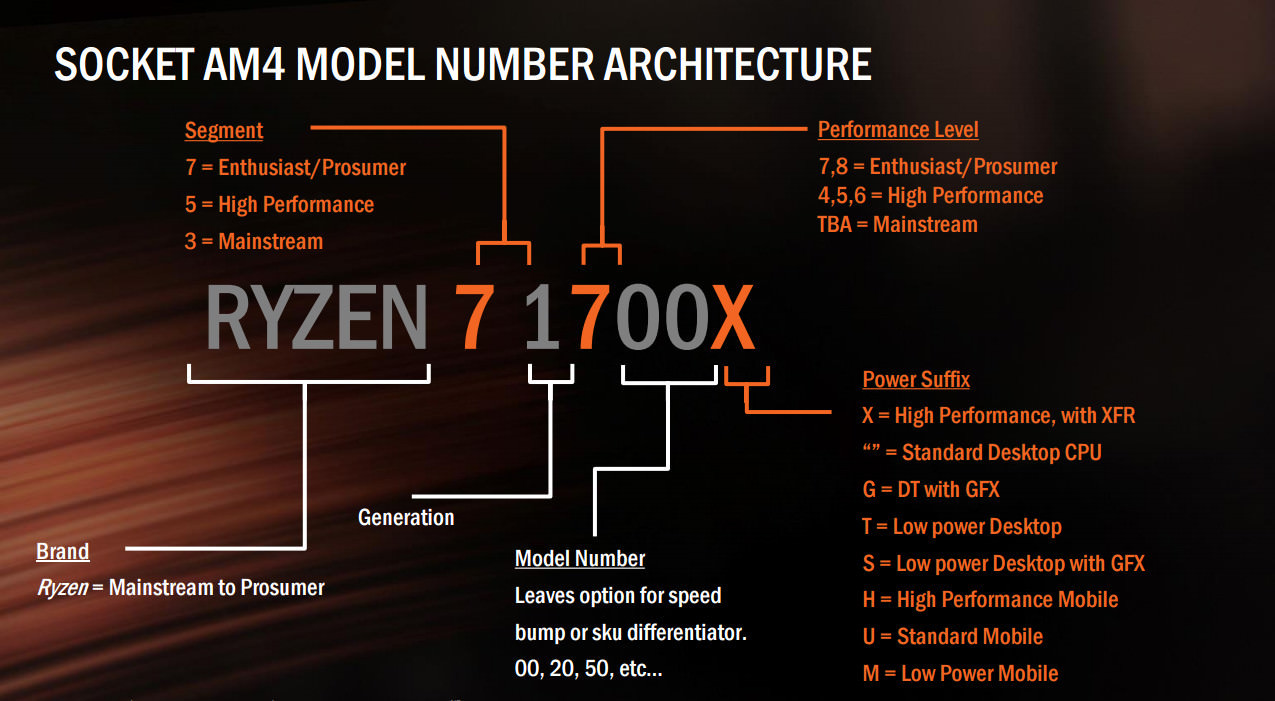 SOCKET AM4 MODEL NUMBER ARCHITECTURE
Segment
7 = Enthusiast/Prosumer
5 = High Performance
3 = Mainstream
Performance Level
7,8 = Enthusiast/Prosumer
4,5,6 = High Performance
TBA = Mainstream
RYZEN 7 1700X
Brand
Ryzen = Mainstream to Prosumer
Generation
Model Number
Leaves option for speed
bump or sku differentiator.
00, 20, 50, etc...
Power Suffix
X = High Performance, with XFR
“” = Standard Desktop CPU
G = DT with GFX
T = Low power Desktop
S = Low power Desktop with GFX
H = High Performance Mobile
U = Standard Mobile
M = Low Power Mobile